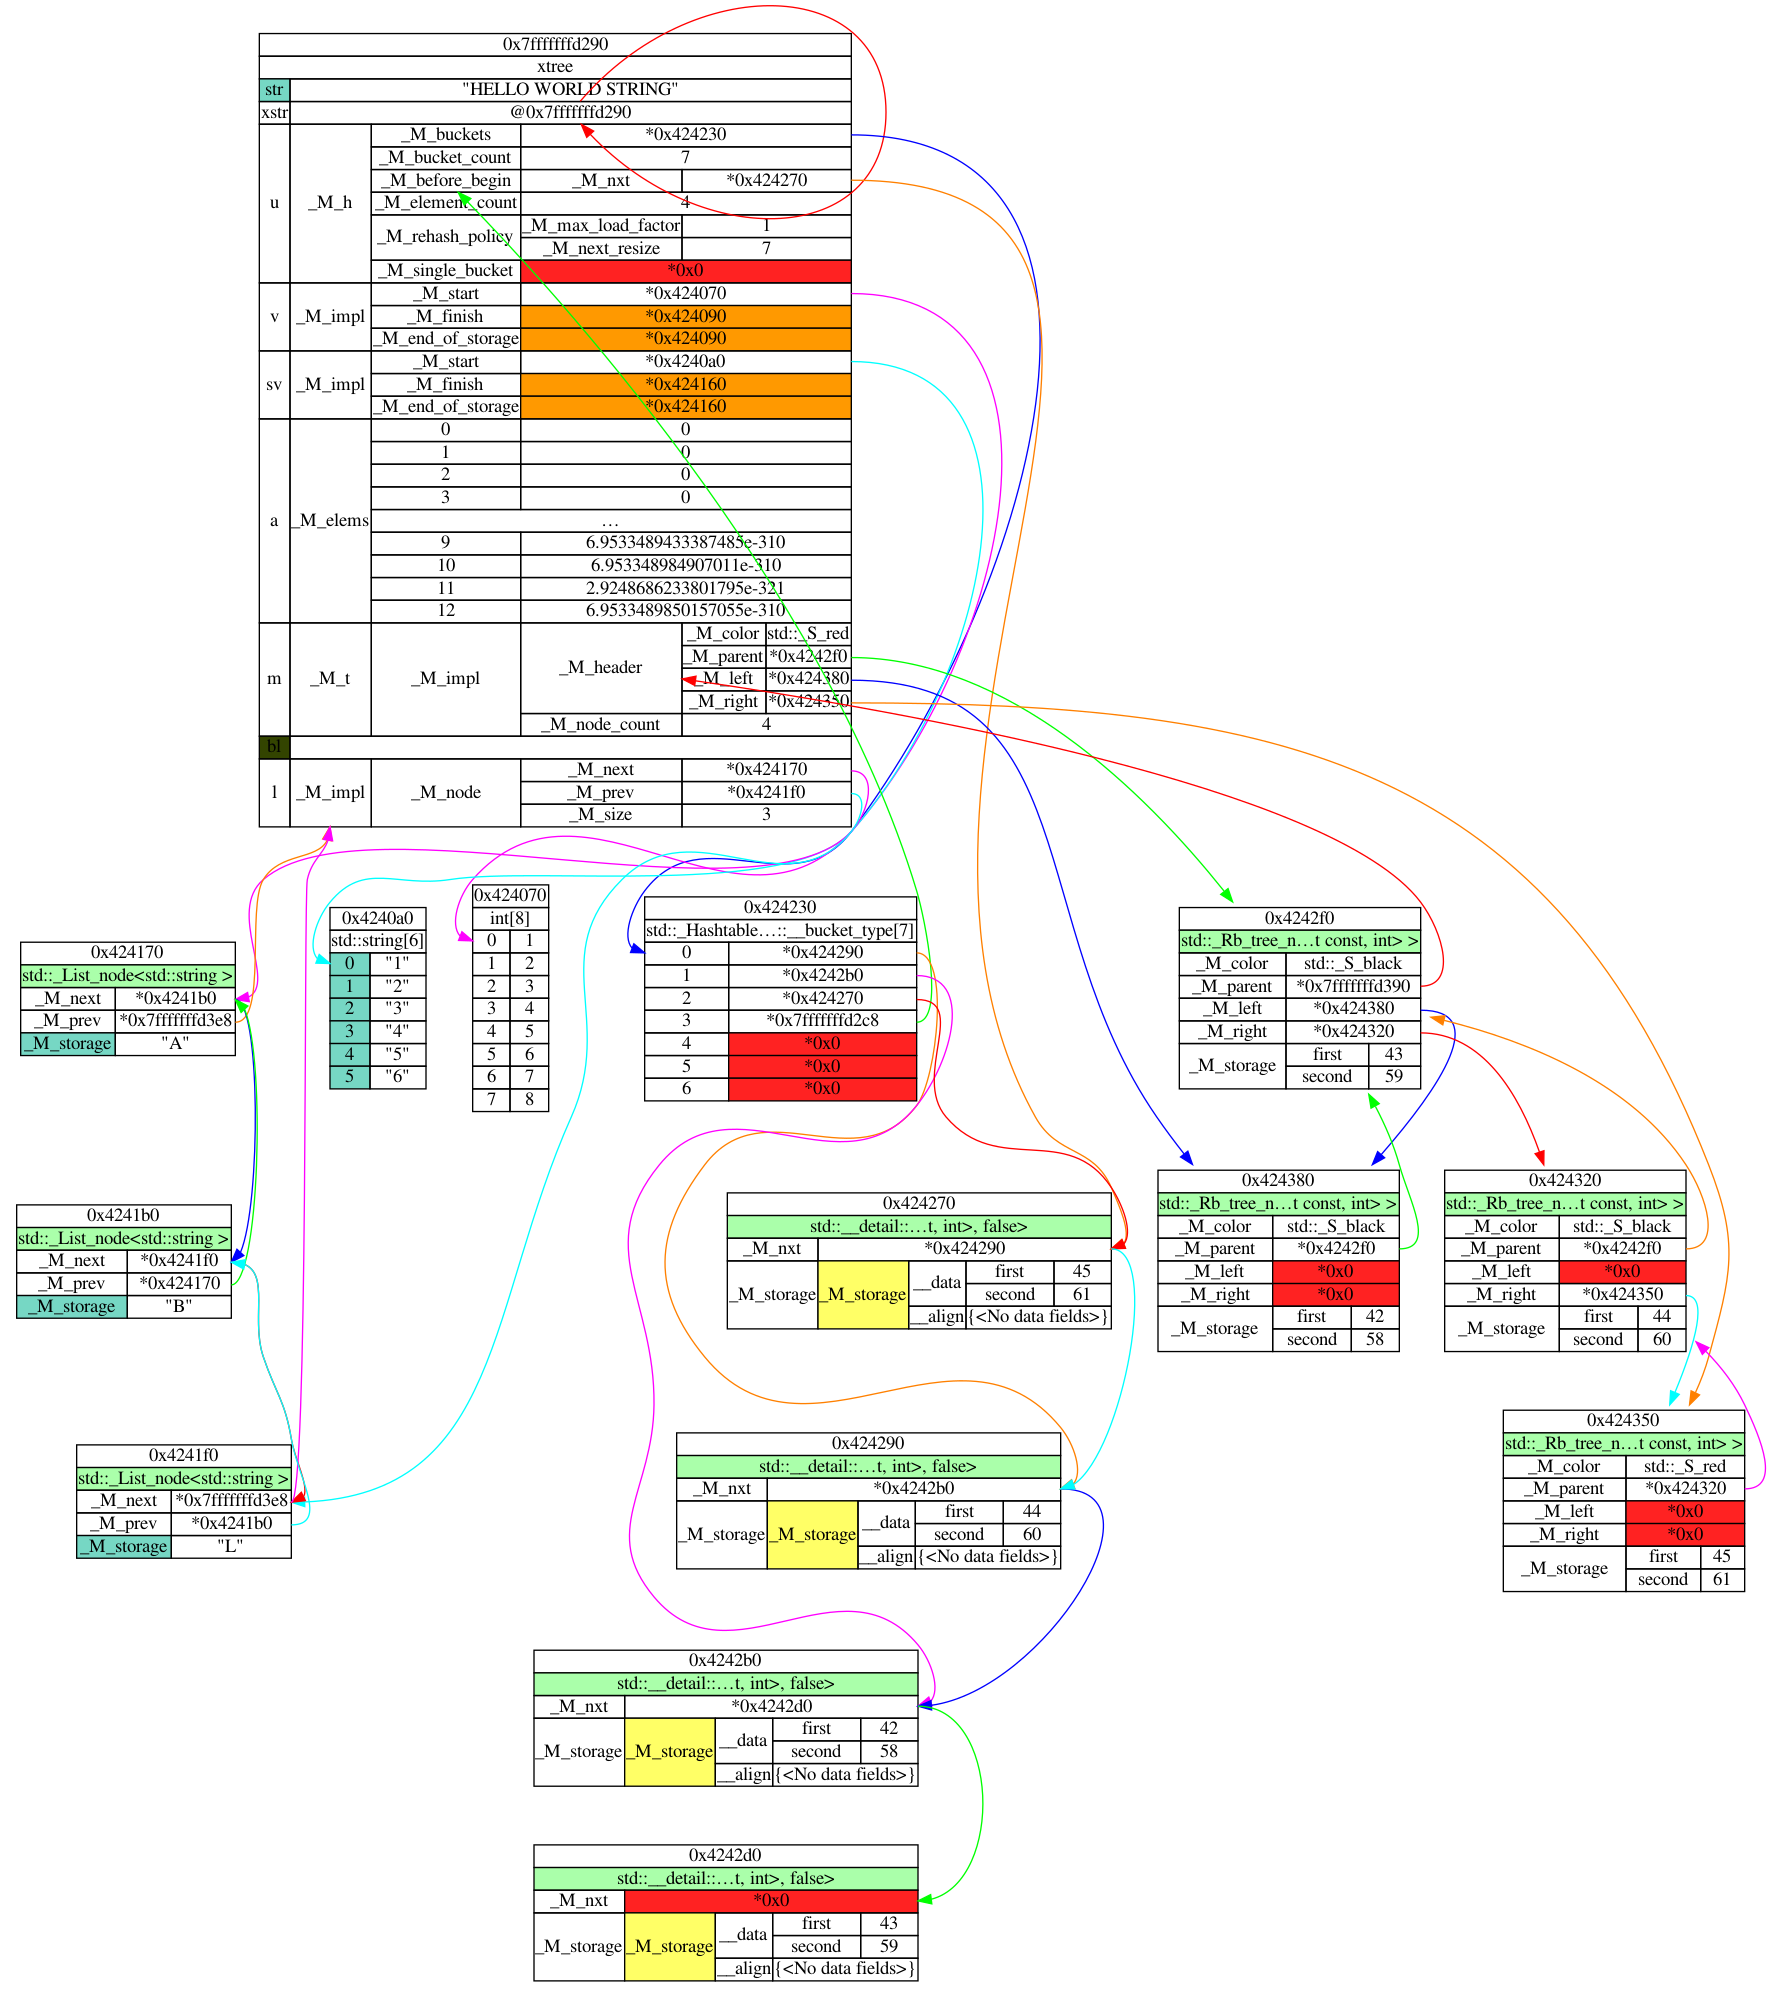 0x7fffffffd290
xtree
str "HELLO WORLD STRING"
xstr @0x7fffffffd290
u _M_h _M_buckets *0x424230
_M_bucket_count 7
_M_before_begin _M_nxt *0x424270
_M_element_count 4
_M_rehash_policy _M_max_load_factor 1
_M_next_resize 7
_M_single_bucket *0x0
v _M_impl _M_start *0x424070
_M_finish *0x424090
_M_end_of_storage *0x424090
sv _M_impl _M_start *0x4240a0
_M_finish *0x424160
_M_end_of_storage *0x424160
a _M_elems 0 0
1 0
2 0
3 0
…
9 6.9533489433387485e-310
10 6.953348984907011e-310
11 2.9248686233801795e-321
12 6.9533489850157055e-310
m _M_t _M_impl _M_header _M_color std::_S_red
_M_parent *0x4242f0
_M_left *0x424380
_M_right *0x424350
_M_node_count 4
bl
l _M_impl _M_node _M_next *0x424170
_M_prev *0x4241f0
_M_size 3
0x424170
std::_List_node<std::string >
_M_next *0x4241b0
_M_prev *0x7fffffffd3e8
_M_storage "A"
0x4240a0
std::string[6]
0 "1"
1 "2"
2 "3"
3 "4"
4 "5"
5 "6"
0x424070
int[8]
0 1
1 2
2 3
3 4
4 5
5 6
6 7
7 8
0x424230
std::_Hashtable…::__bucket_type[7]
0 *0x424290
1 *0x4242b0
2 *0x424270
3 *0x7fffffffd2c8
4 *0x0
5 *0x0
6 *0x0
0x4242f0
std::_Rb_tree_n…t const, int> >
_M_color std::_S_black
_M_parent *0x7fffffffd390
_M_left *0x424380
_M_right *0x424320
_M_storage first 43
second 59
0x4241b0
std::_List_node<std::string >
_M_next *0x4241f0
_M_prev *0x424170
_M_storage "B"
0x424270
std::__detail::…t, int>, false>
_M_nxt *0x424290
_M_storage _M_storage __data first 45
second 61
__align {<No data fields>}
0x424380
std::_Rb_tree_n…t const, int> >
_M_color std::_S_black
_M_parent *0x4242f0
_M_left *0x0
_M_right *0x0
_M_storage first 42
second 58
0x424320
std::_Rb_tree_n…t const, int> >
_M_color std::_S_black
_M_parent *0x4242f0
_M_left *0x0
_M_right *0x424350
_M_storage first 44
second 60
0x4241f0
std::_List_node<std::string >
_M_next *0x7fffffffd3e8
_M_prev *0x4241b0
_M_storage "L"
0x424290
std::__detail::…t, int>, false>
_M_nxt *0x4242b0
_M_storage _M_storage __data first 44
second 60
__align {<No data fields>}
0x424350
std::_Rb_tree_n…t const, int> >
_M_color std::_S_red
_M_parent *0x424320
_M_left *0x0
_M_right *0x0
_M_storage first 45
second 61
0x4242b0
std::__detail::…t, int>, false>
_M_nxt *0x4242d0
_M_storage _M_storage __data first 42
second 58
__align {<No data fields>}
0x4242d0
std::__detail::…t, int>, false>
_M_nxt *0x0
_M_storage _M_storage __data first 43
second 59
__align {<No data fields>}